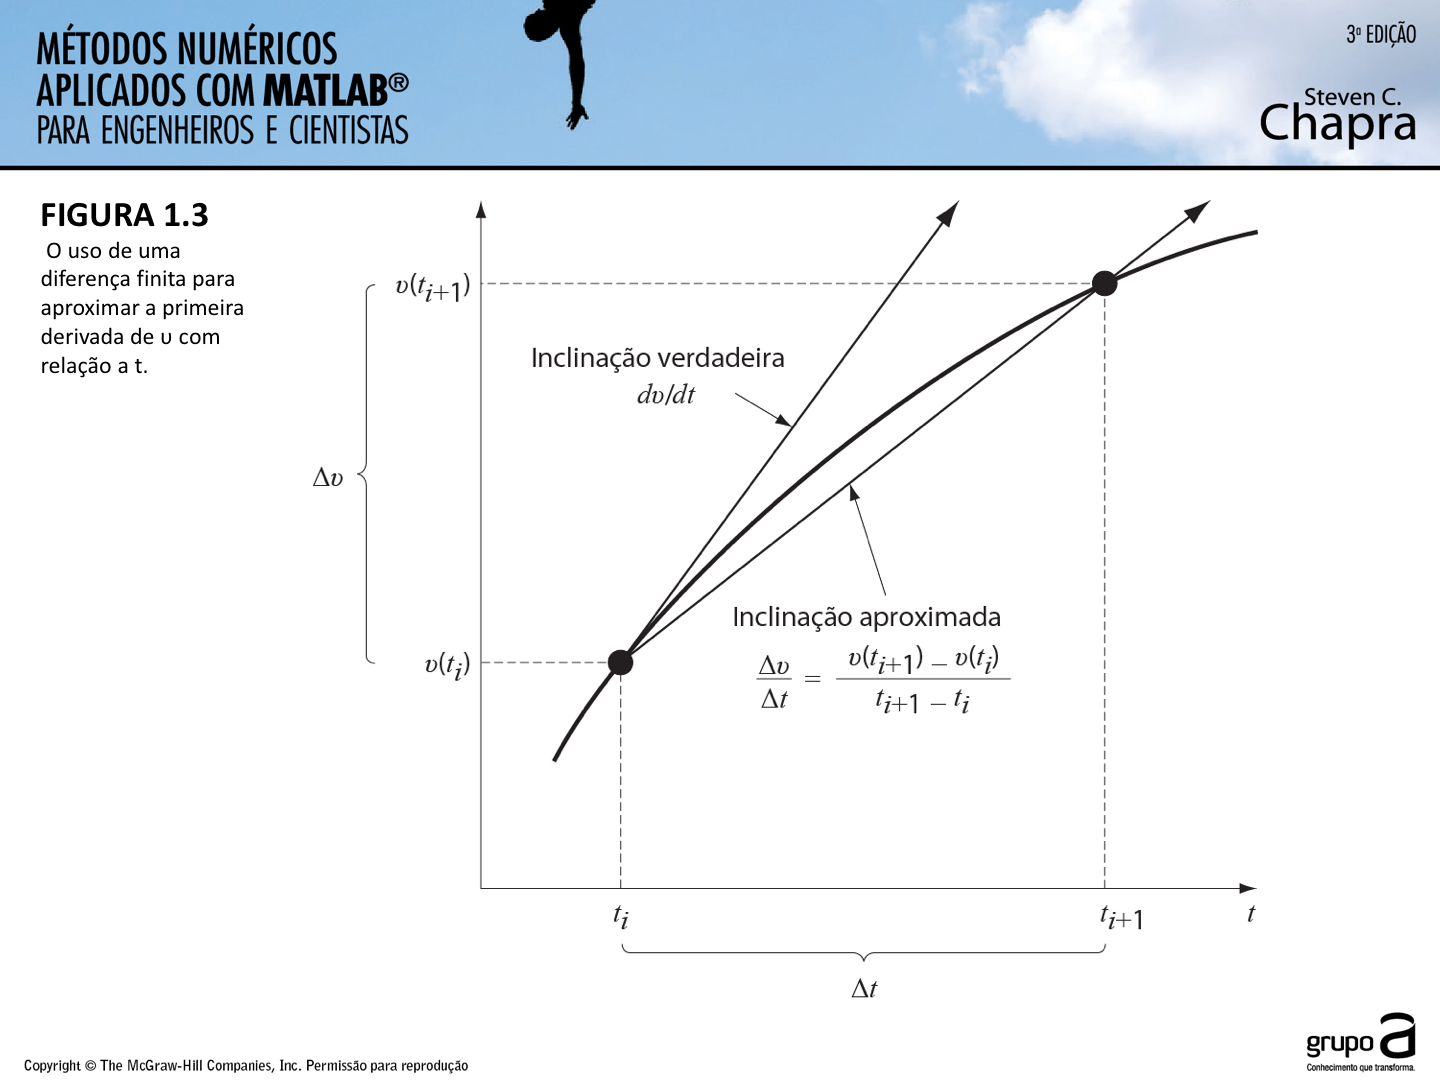 MÉTODOS NUMÉRICOS
APLICADOS COM MATLAB®
PARA ENGENHEIROS E CIENTISTAS
3ª EDIÇÃO
Steven C.
Chapra
FIGURA 1.3
O uso de uma
diferença finita para
aproximar a primeira
derivada de υ com
relação a t.
υ(tᵢ₊₁)
Inclinação verdadeira
dυ/dt
Δυ
Inclinação aproximada
υ(tᵢ)
Δυ/Δt = (υ(tᵢ₊₁) – υ(tᵢ))/(tᵢ₊₁ – tᵢ)
tᵢ
tᵢ₊₁
t
Δt
grupo a
Conhecimento que transforma.
Copyright © The McGraw-Hill Companies, Inc. Permissão para reprodução